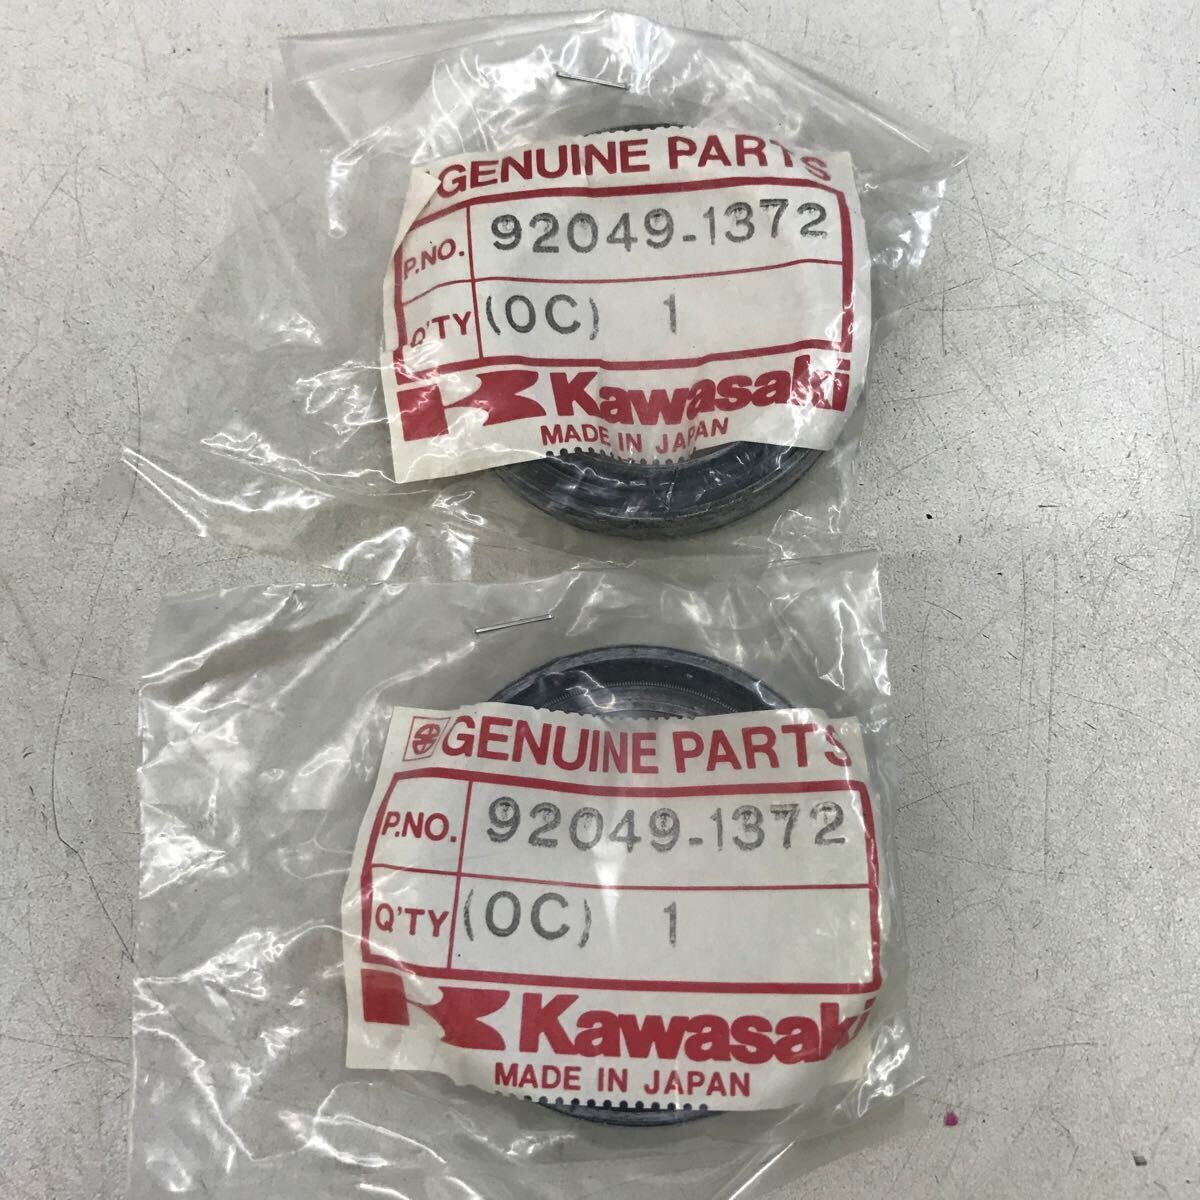 GENUINE PARTS
P.NO. 92049-1372
Q'TY (OC) 1
Kawasaki
MADE IN JAPAN
GENUINE PARTS
P.NO. 92049-1372
Q'TY (OC) 1
Kawasaki
MADE IN JAPAN